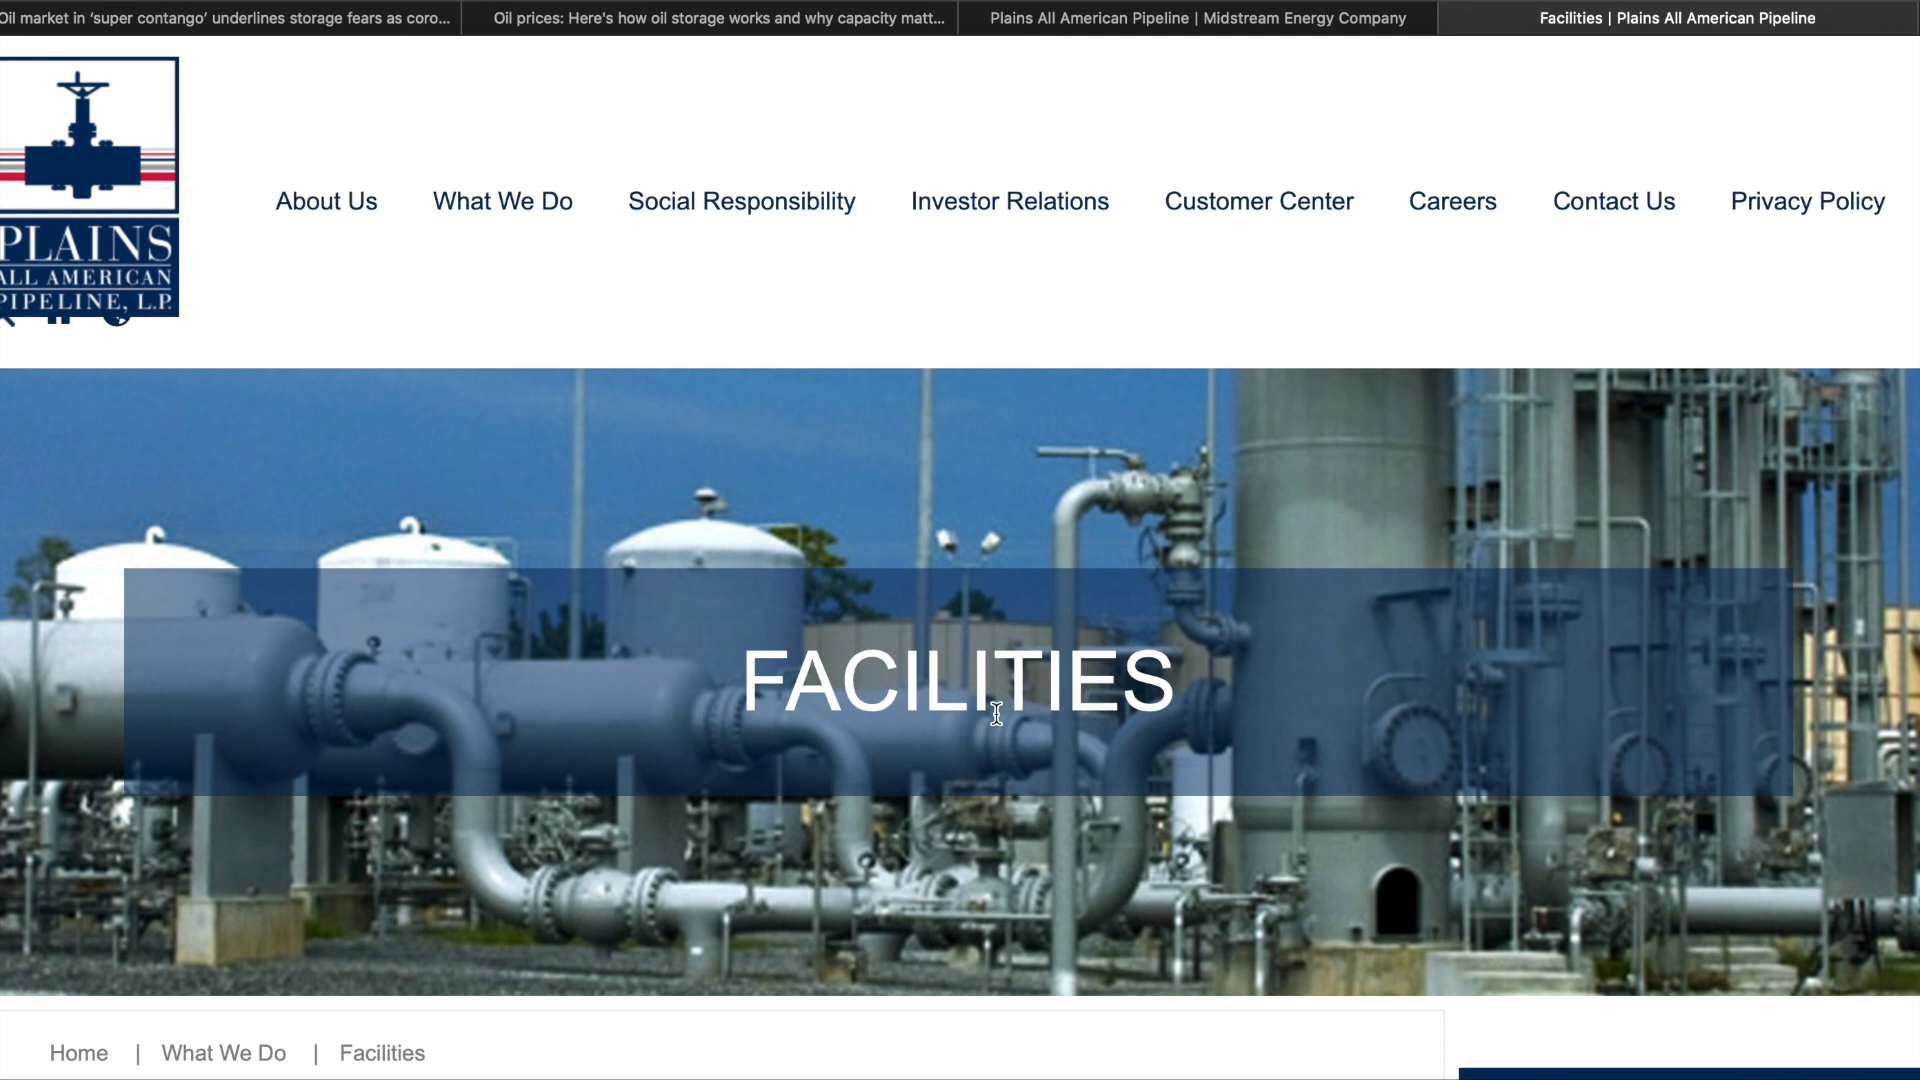 Oil market in ‘super contango’ underlines storage fears as coro...
Oil prices: Here's how oil storage works and why capacity matt...
Plains All American Pipeline | Midstream Energy Company
Facilities | Plains All American Pipeline
PLAINS
ALL AMERICAN
PIPELINE, L.P.
About Us
What We Do
Social Responsibility
Investor Relations
Customer Center
Careers
Contact Us
Privacy Policy
FACILITIES
Home | What We Do | Facilities